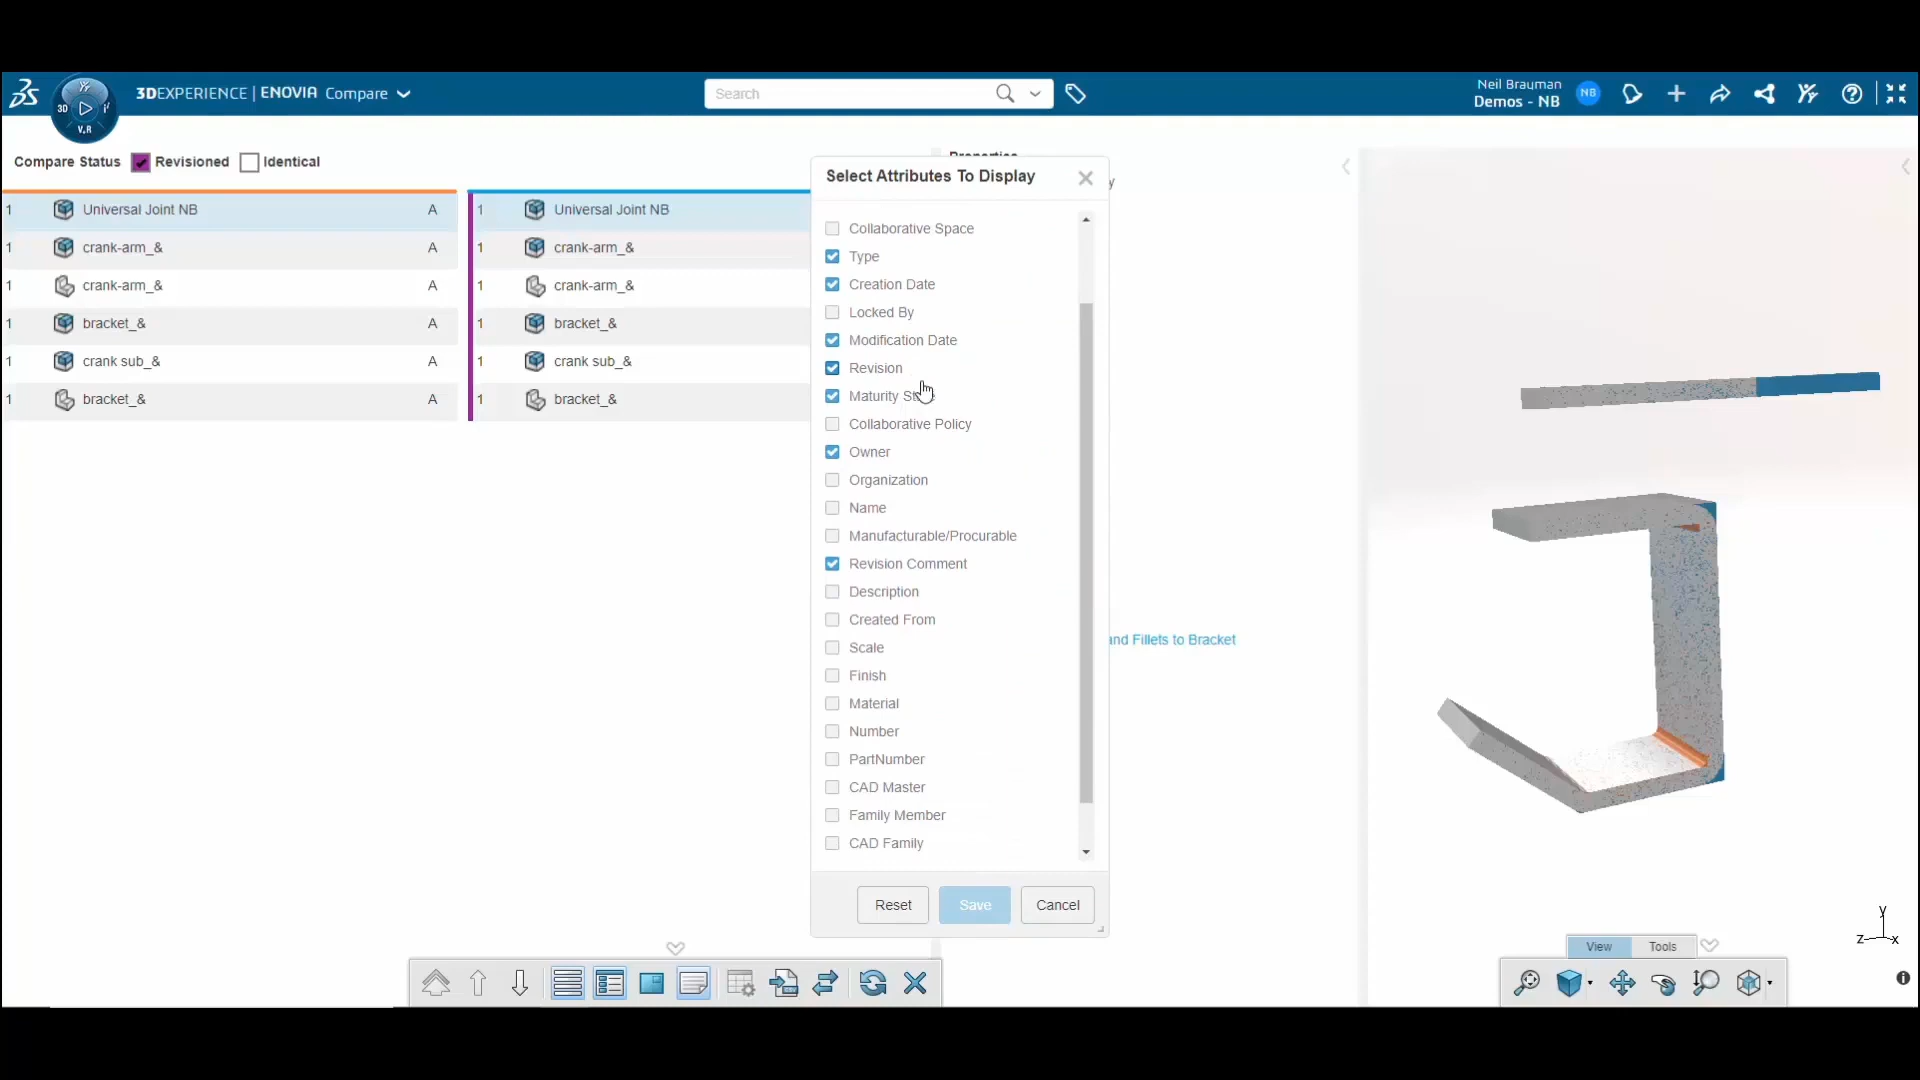 3DEXPERIENCE | ENOVIA Compare
Search
Neil Brauman
Demos - NB
NB
3D
V.R
Compare Status Revisioned Identical
1 Universal Joint NB A
1 crank-arm_& A
1 crank-arm_& A
1 bracket_& A
1 crank sub_& A
1 bracket_& A
1 Universal Joint NB
1 crank-arm_&
1 crank-arm_&
1 bracket_&
1 crank sub_&
1 bracket_&
Properties
y
Select Attributes To Display
Collaborative Space
Type
Creation Date
Locked By
Modification Date
Revision
Maturity
Collaborative Policy
Owner
Organization
Name
Manufacturable/Procurable
Revision Comment
Description
Created From
Scale
Finish
Material
Number
PartNumber
CAD Master
Family Member
CAD Family
Reset Save Cancel
and Fillets to Bracket
View Tools
y
z x